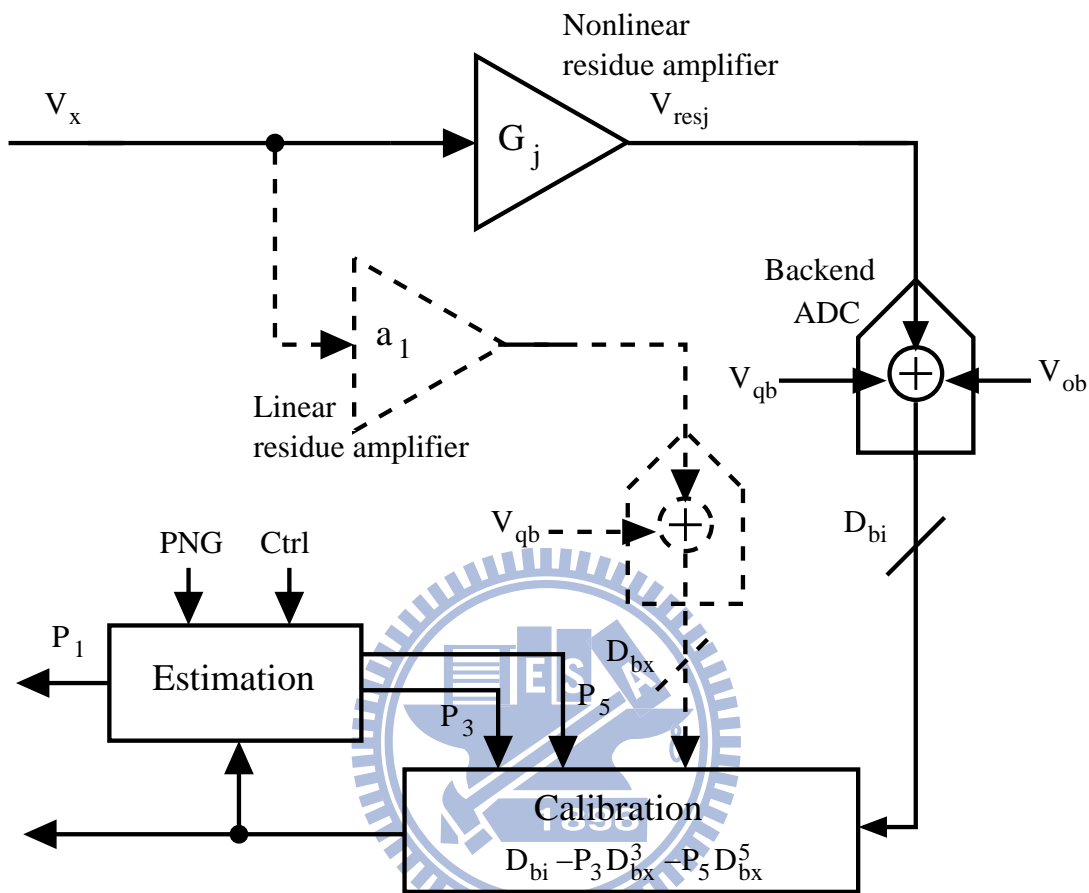 Nonlinear
residue amplifier
V_x
V_resj
G_j
Backend
ADC
a_1
V_qb
V_ob
Linear
residue amplifier
V_qb
D_bi
PNG Ctrl
P_1
Estimation
D_bx
P_5
P_3
E S A
Calibration
1896
D_bi –P_3 D_bx^3 –P_5 D_bx^5